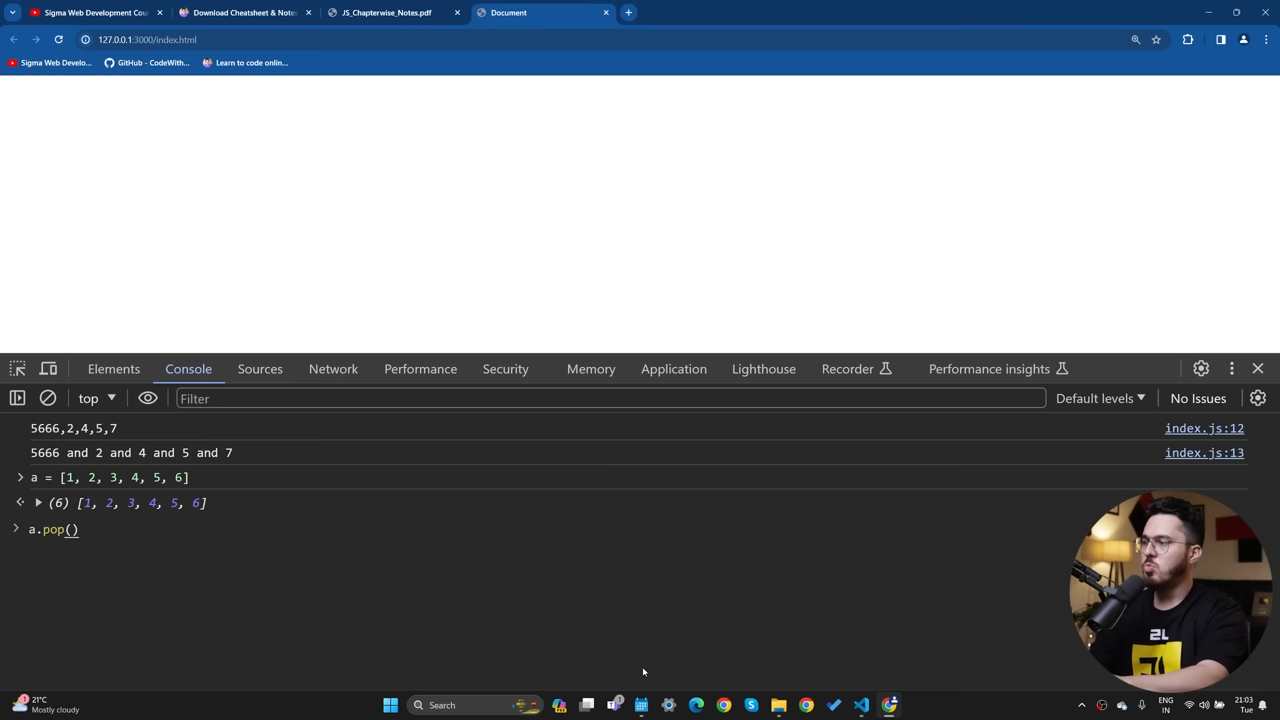 Sigma Web Development Cou
Download Cheatsheet & Notes
JS_Chapterwise_Notes.pdf
Document
127.0.0.1:3000/index.html
Sigma Web Develo...
GitHub - CodeWith...
Learn to code onlin...
Elements
Console
Sources
Network
Performance
Security
Memory
Application
Lighthouse
Recorder
Performance insights
top
Filter
Default levels
No Issues
5666,2,4,5,7
index.js:12
5666 and 2 and 4 and 5 and 7
index.js:13
> a = [1, 2, 3, 4, 5, 6]
(6) [1, 2, 3, 4, 5, 6]
> a.pop()
21°C
Mostly cloudy
Search
ENG
IN
21:03
Tue